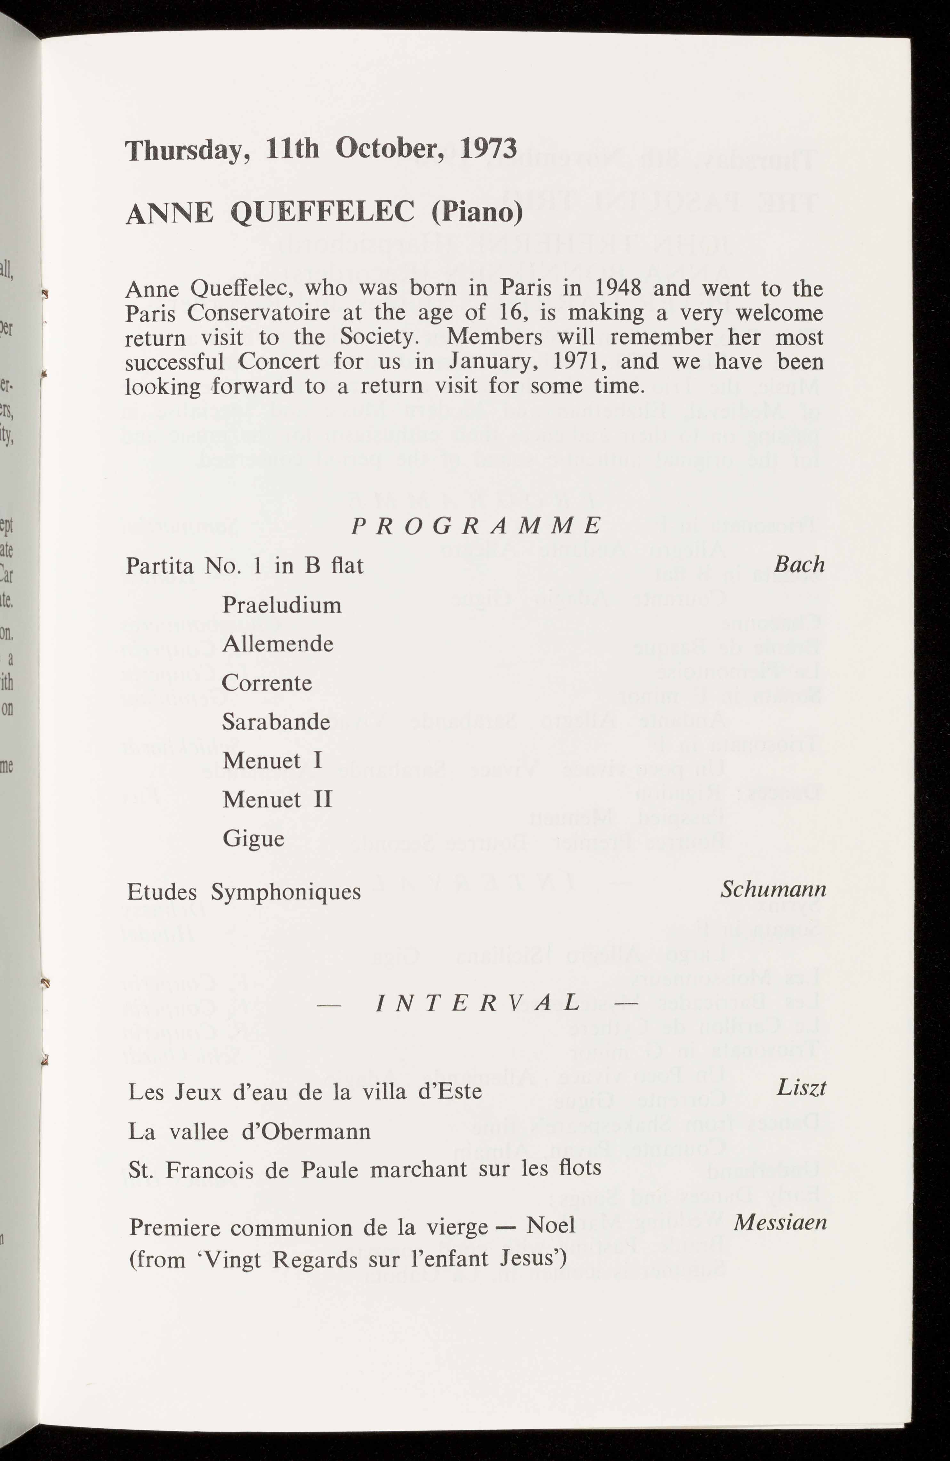 Thursday, 11th October, 1973
ANNE QUEFFELEC (Piano)
Anne Queffelec, who was born in Paris in 1948 and went to the
Paris Conservatoire at the age of 16, is making a very welcome
return visit to the Society. Members will remember her most
successful Concert for us in January, 1971, and we have been
looking forward to a return visit for some time.
PROGRAMME
Partita No. 1 in B flat Bach
Praeludium
Allemende
Corrente
Sarabande
Menuet I
Menuet II
Gigue
Etudes Symphoniques Schumann
— INTERVAL —
Les Jeux d'eau de la villa d'Este Liszt
La vallee d'Obermann
St. Francois de Paule marchant sur les flots
Premiere communion de la vierge — Noel Messiaen
(from 'Vingt Regards sur l'enfant Jesus')